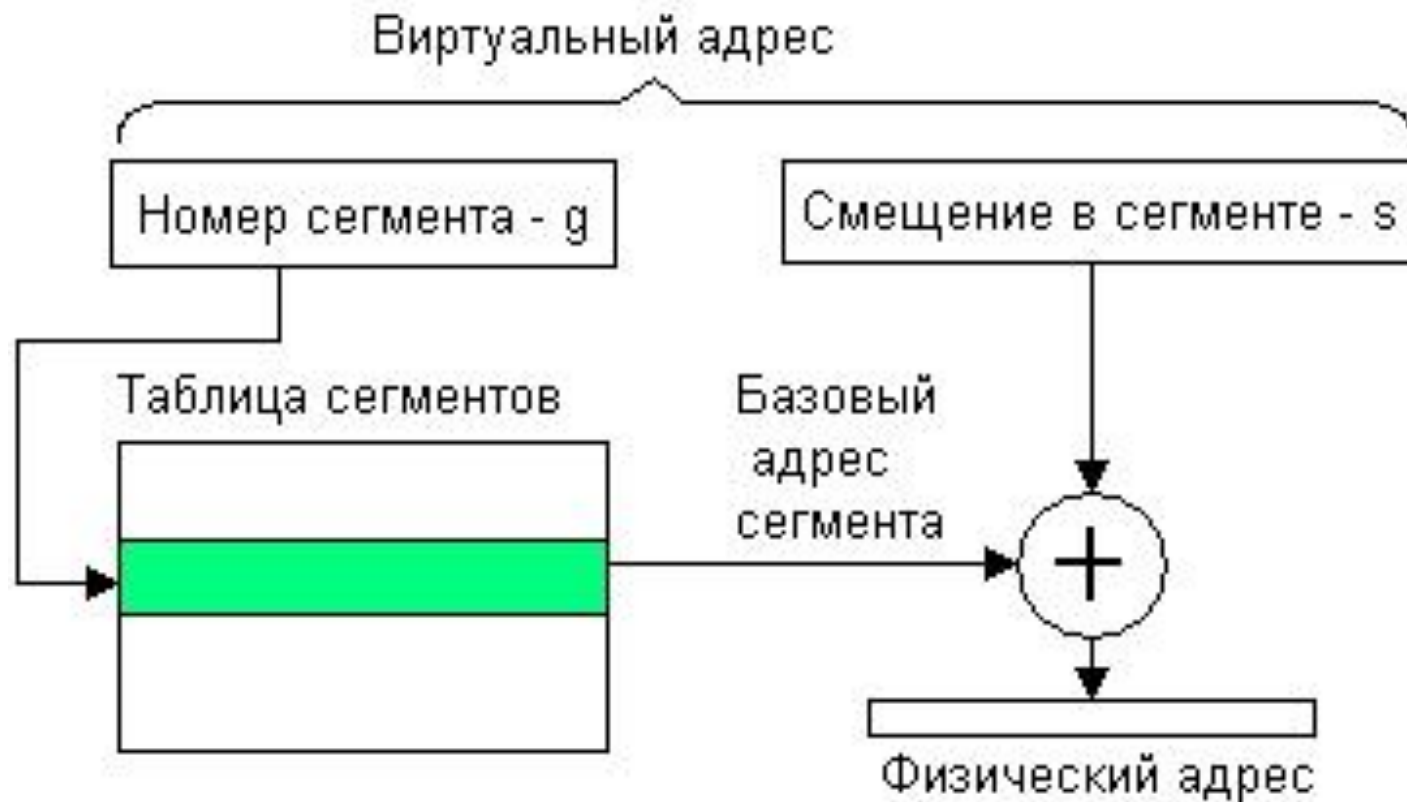 Виртуальный адрес
Номер сегмента - g
Смещение в сегменте - s
Таблица сегментов
Базовый
адрес
сегмента
+
Физический адрес